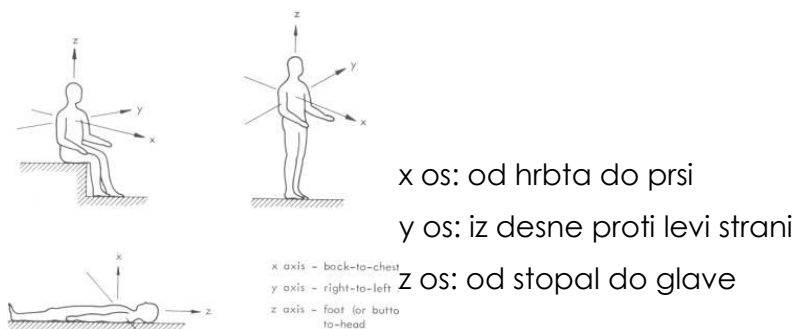 z
y
x
z
y
x
x
z
x axis - back-to-chest
y axis - right-to-left
z axis - foot (or butto
to-head
x os: od hrbta do prsi
y os: iz desne proti levi strani
z os: od stopal do glave